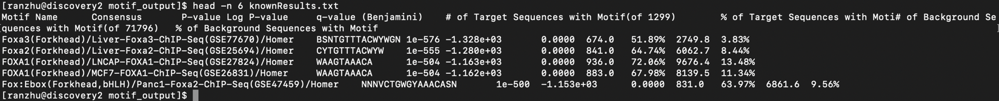 [ranzhu@discovery2 motif_output]$ head -n 6 knownResults.txt
Motif Name Consensus P-value Log P-value q-value (Benjamini) # of Target Sequences with Motif(of 1299) % of Target Sequences with Moti# of Background Se
quences with Motif(of 71796) % of Background Sequences with Motif
Foxa3(Forkhead)/Liver-Foxa3-ChIP-Seq(GSE77670)/Homer BSNTGTTTACWYWGN 1e-576 -1.328e+03 0.0000 674.0 51.89% 2749.8 3.83%
Foxa2(Forkhead)/Liver-Foxa2-ChIP-Seq(GSE25694)/Homer CYTGTTTACWYW 1e-555 -1.280e+03 0.0000 841.0 64.74% 6062.7 8.44%
FOXA1(Forkhead)/LNCAP-FOXA1-ChIP-Seq(GSE27824)/Homer WAAGTAAACA 1e-504 -1.163e+03 0.0000 936.0 72.06% 9676.4 13.48%
FOXA1(Forkhead)/MCF7-FOXA1-ChIP-Seq(GSE26831)/Homer WAAGTAAACA 1e-504 -1.162e+03 0.0000 883.0 67.98% 8139.5 11.34%
Fox:Ebox(Forkhead,bHLH)/Panc1-Foxa2-ChIP-Seq(GSE47459)/Homer NNNVCTGWGYAAACASN 1e-500 -1.153e+03 0.0000 831.0 63.97% 6861.6 9.56%
[ranzhu@discovery2 motif_output]$